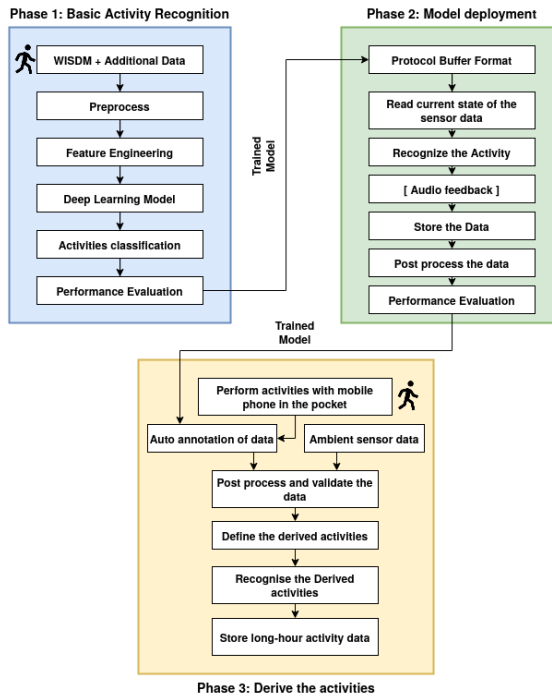 Phase 1: Basic Activity Recognition
WISDM + Additional Data
Preprocess
Feature Engineering
Deep Learning Model
Activities classification
Performance Evaluation
Trained
Model
Phase 2: Model deployment
Protocol Buffer Format
Read current state of the
sensor data
Recognize the Activity
[ Audio feedback ]
Store the Data
Post process the data
Performance Evaluation
Trained
Model
Perform activities with mobile
phone in the pocket
Auto annotation of data
Ambient sensor data
Post process and validate the
data
Define the derived activities
Recognise the Derived
activities
Store long-hour activity data
Phase 3: Derive the activities